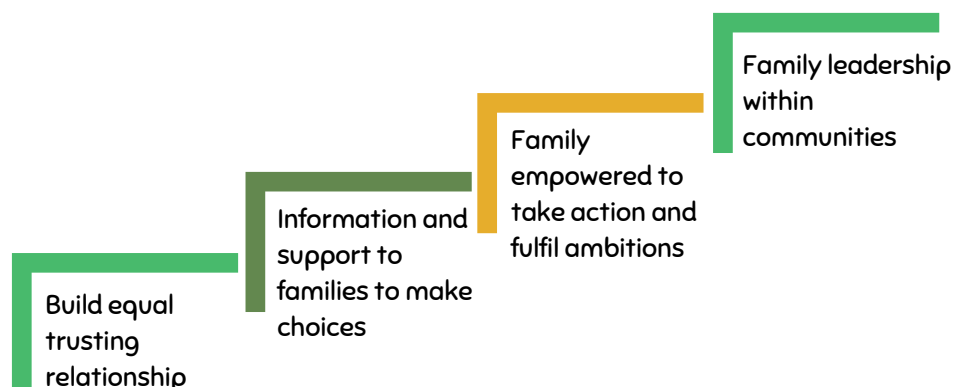 Build equal
trusting
relationship
Information and
support to
families to make
choices
Family
empowered to
take action and
fulfil ambitions
Family leadership
within
communities